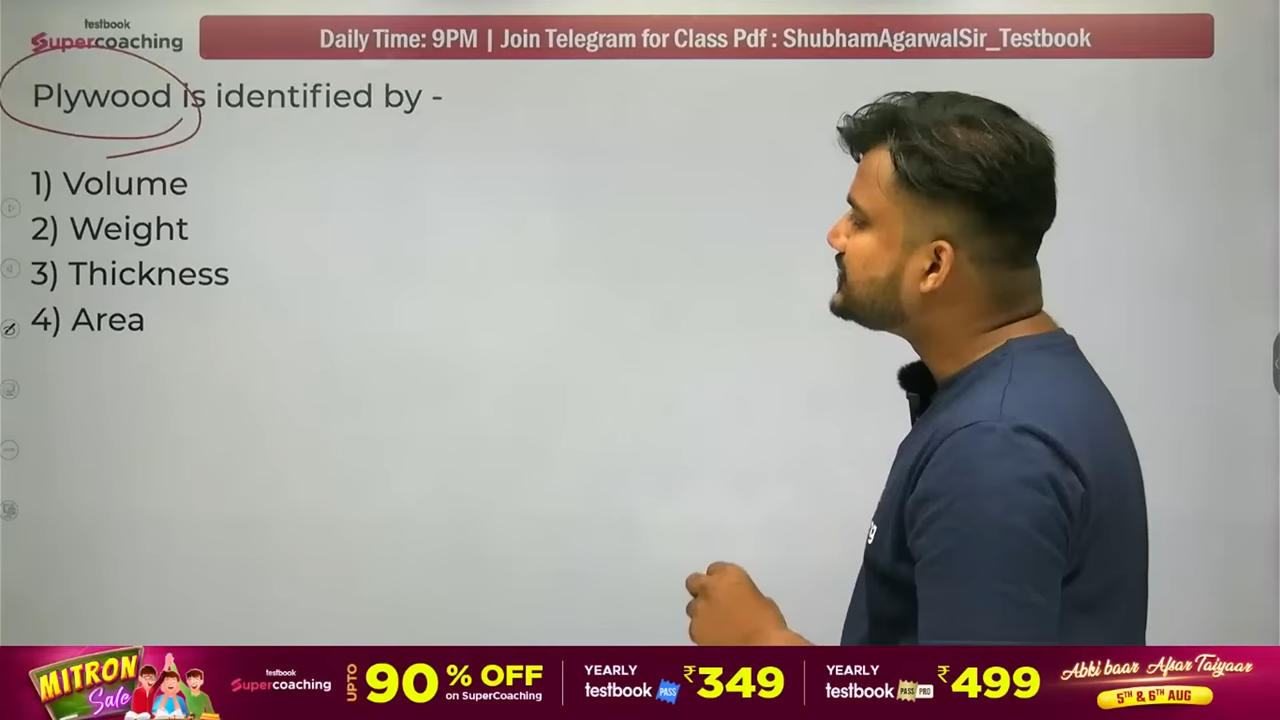 testbook
Supercoaching
Daily Time: 9PM | Join Telegram for Class Pdf : ShubhamAgarwalSir_Testbook
Plywood is identified by -
1) Volume
2) Weight
3) Thickness
4) Area
MITRON
Sale
testbook
Supercoaching
UPTO 90 % OFF
on SuperCoaching
YEARLY
testbook PASS
₹349
YEARLY
testbook PASS PRO
₹499
Abki baar Afsar Taiyaar
5TH & 6TH AUG